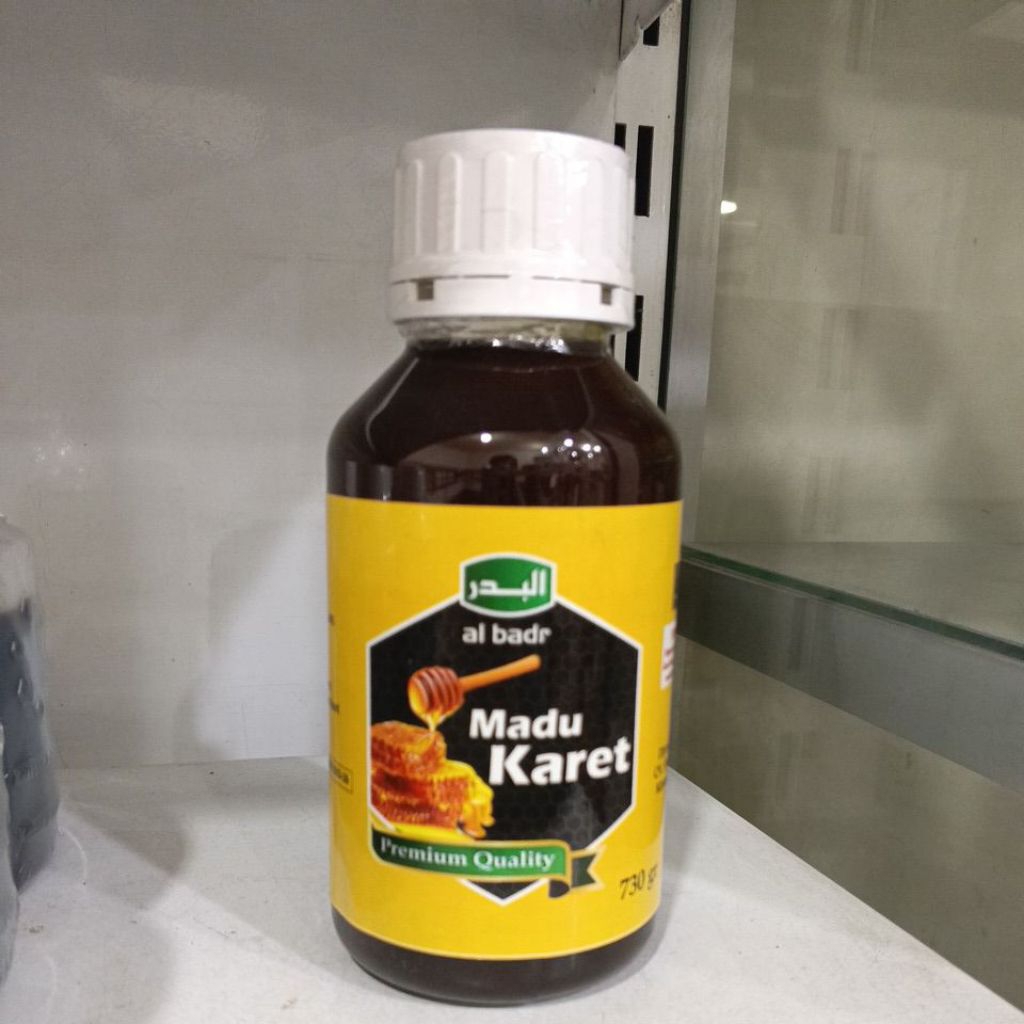 البدر
al badr
Madu
Karet
Premium Quality
730 gr